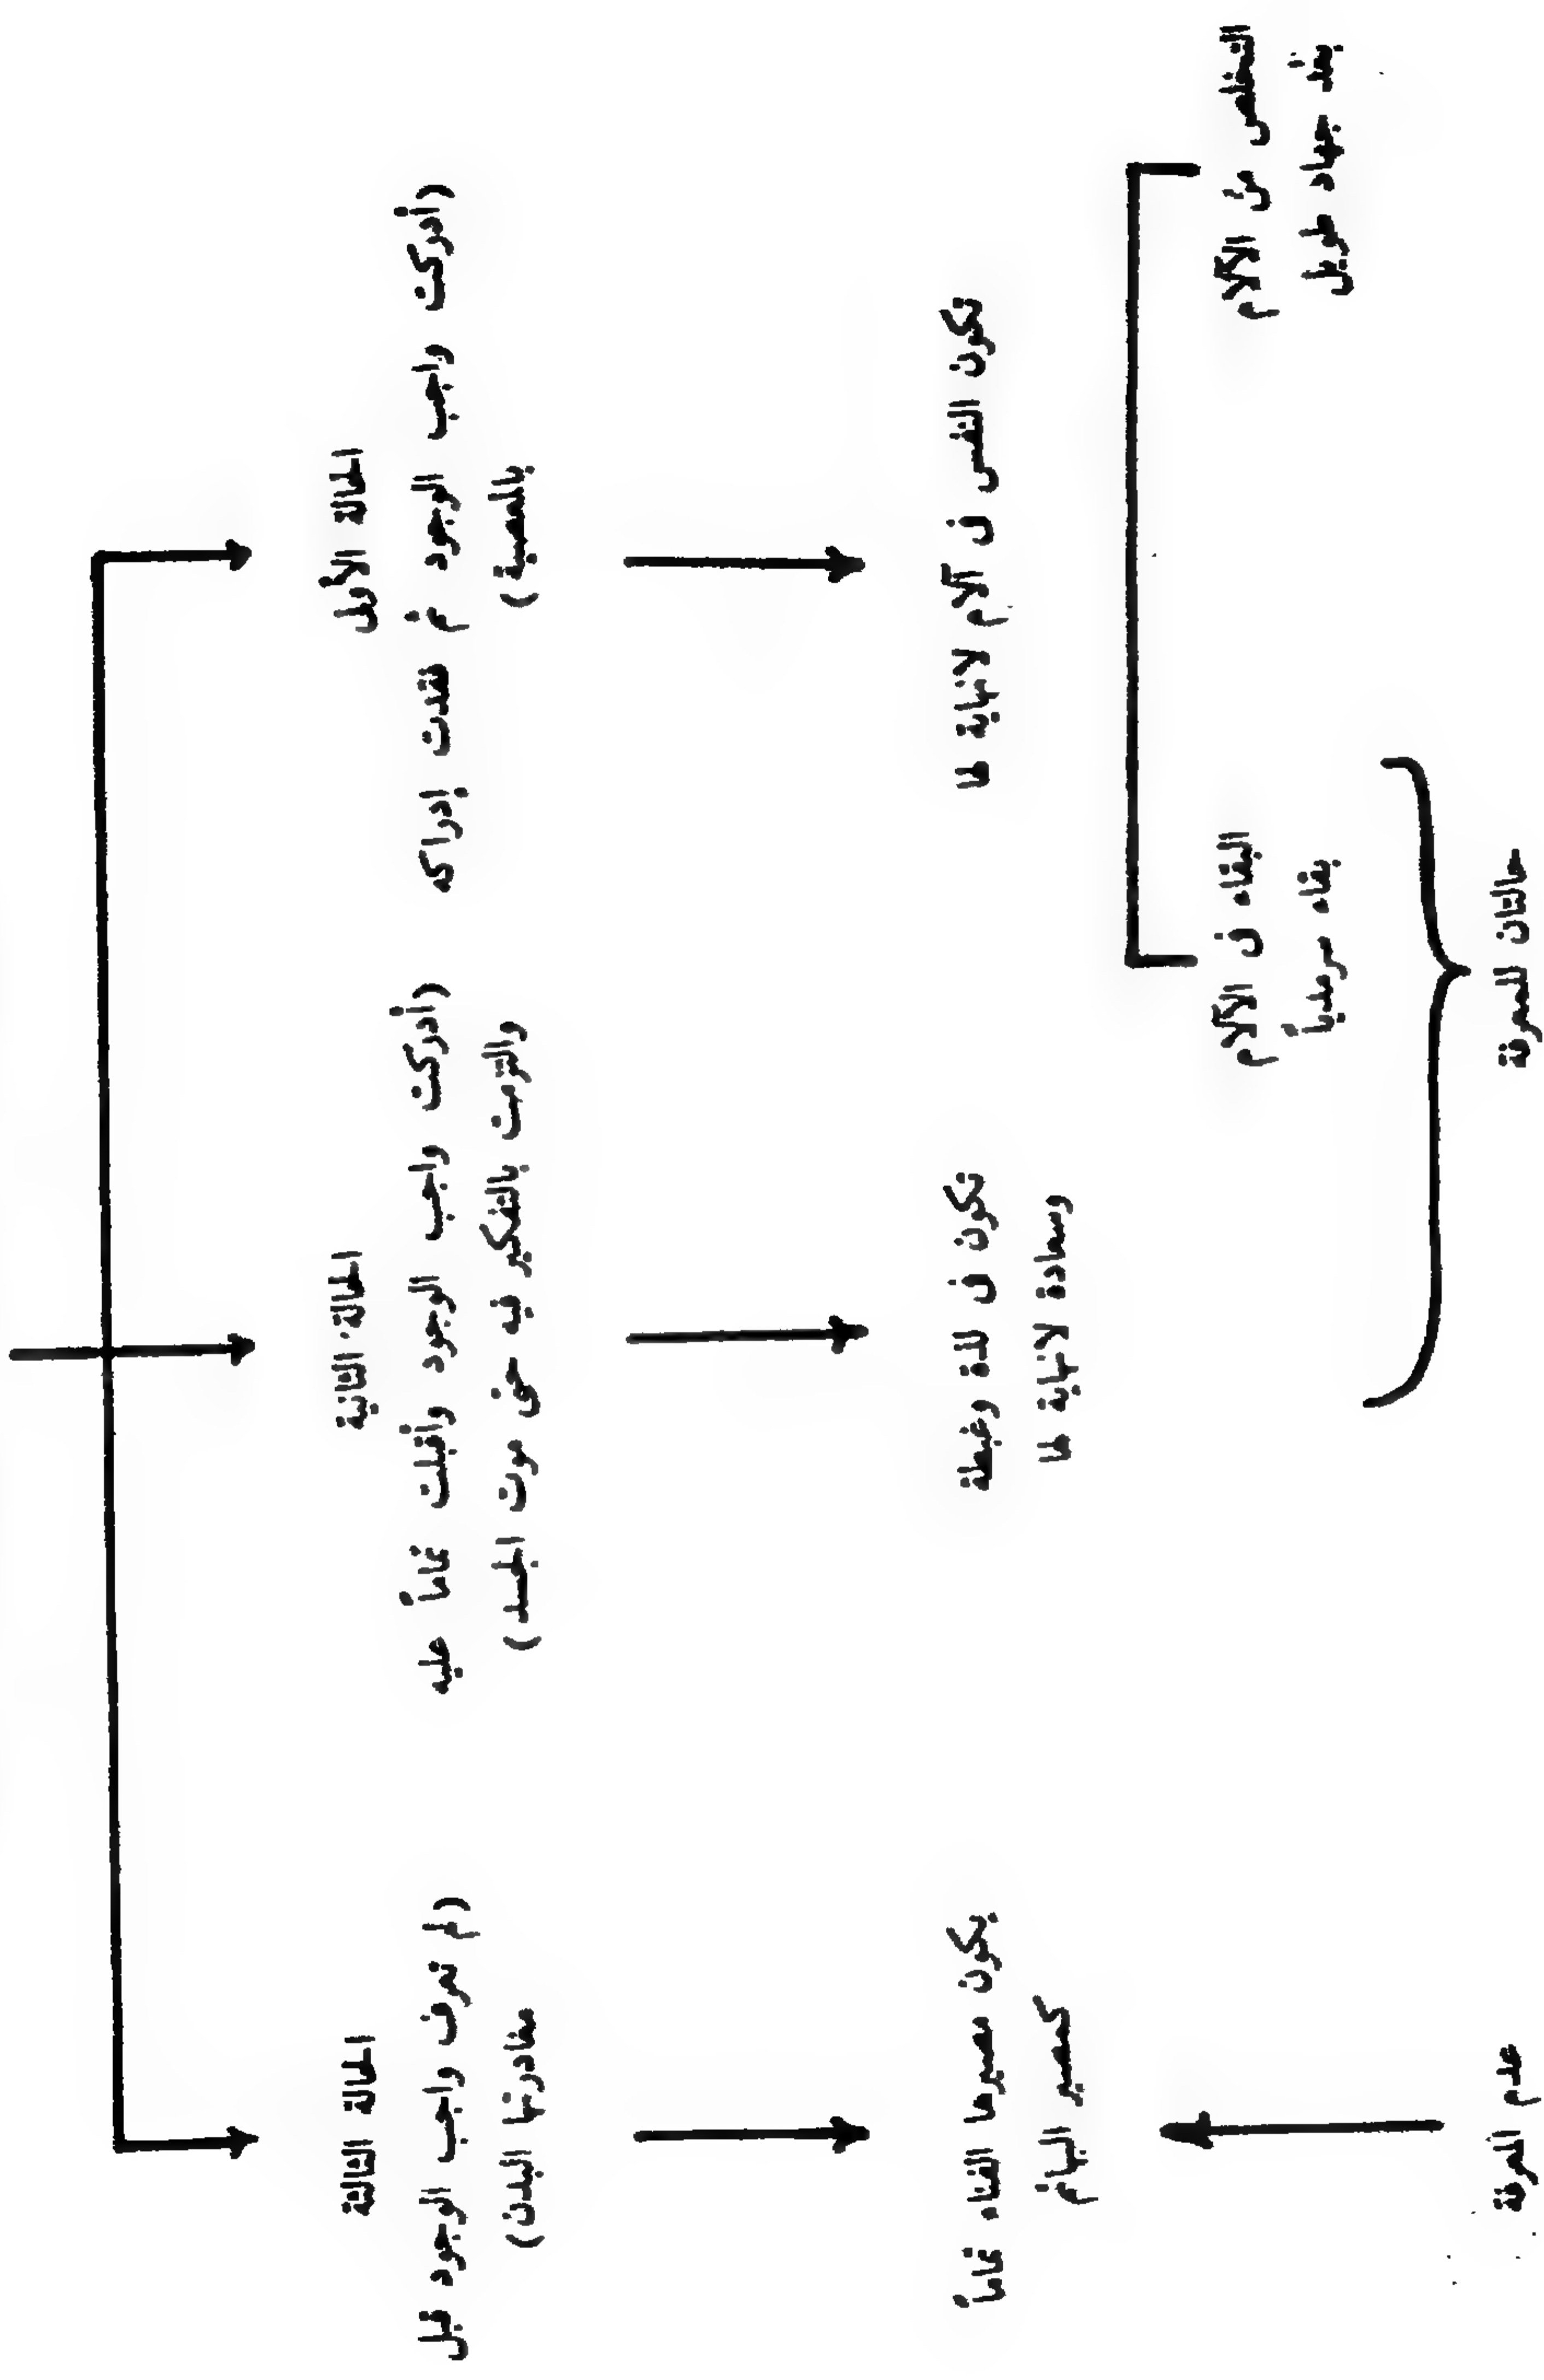 الحالة الأولى
(أدركت واجب الوجود ثم فقدت إدراكه
بالمعصية)
تكون النفس في آلام لا نهاية لها
التخلص من الآلام
بعد جهاد طويل
البقاء في الآلام
بقاء سرمدياً
الحالة الثانية
(أدركت واجب الوجود وأقبلت تماماً عليه
والتزمت بالتفكير فيه حتى موت الجسد)
تكون في لذة وغبطة
وسعادة لا نهاية لها
حالتان للمعرفة
الحالة الثالثة
(لم تعرف واجب الوجود قبل
مغادرتها البدن)
يكون مصيرها الفناء تماماً
كمصير البهائم
عدم المعرفة